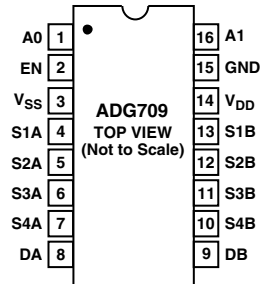 A0 1 16 A1
EN 2 15 GND
VSS 3 14 VDD
S1A 4 ADG709 13 S1B
S2A 5 TOP VIEW 12 S2B
S3A 6 (Not to Scale) 11 S3B
S4A 7 10 S4B
DA 8 9 DB